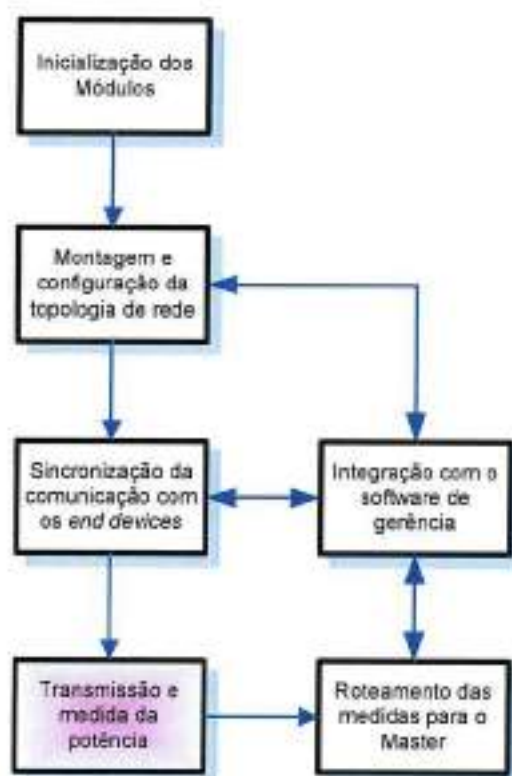 Inicialização dos
Módulos
Montagem e
configuração da
topologia de rede
Sincronização da
comunicação com
os end devices
Integração com o
software de
gerência
Transmissão e
medida da
potência
Roteamento das
medidas para o
Master